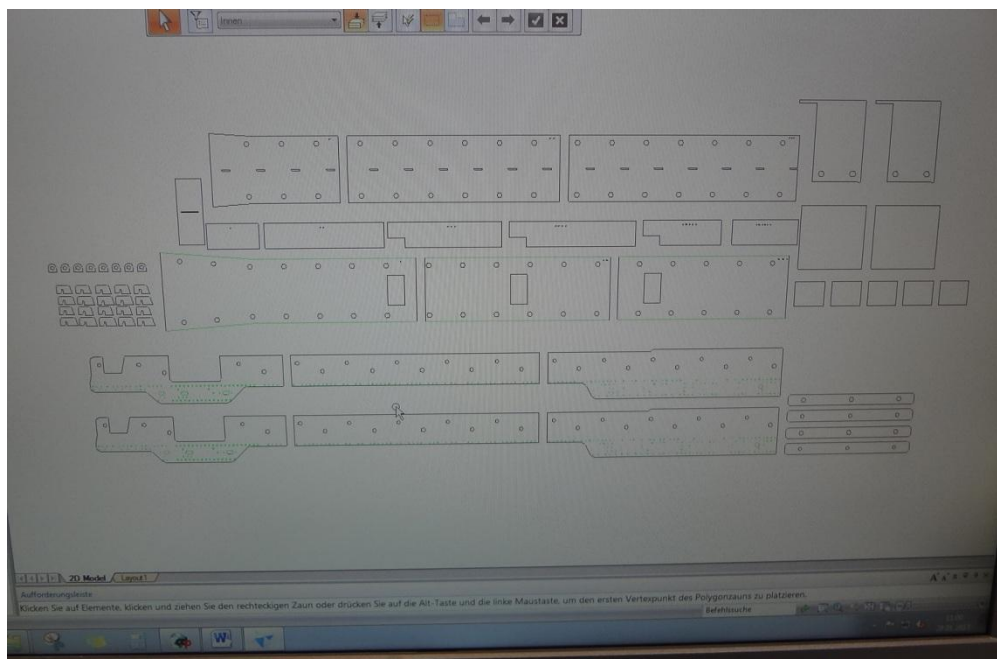 Innen
2D Model Layout1
Aufforderungsleiste
Klicken Sie auf Elemente, klicken und ziehen Sie den rechteckigen Zaun oder drücken Sie auf die Alt-Taste und die linke Maustaste, um den ersten Vertexpunkt des Polygonzauns zu platzieren.
Befehlssuche
W